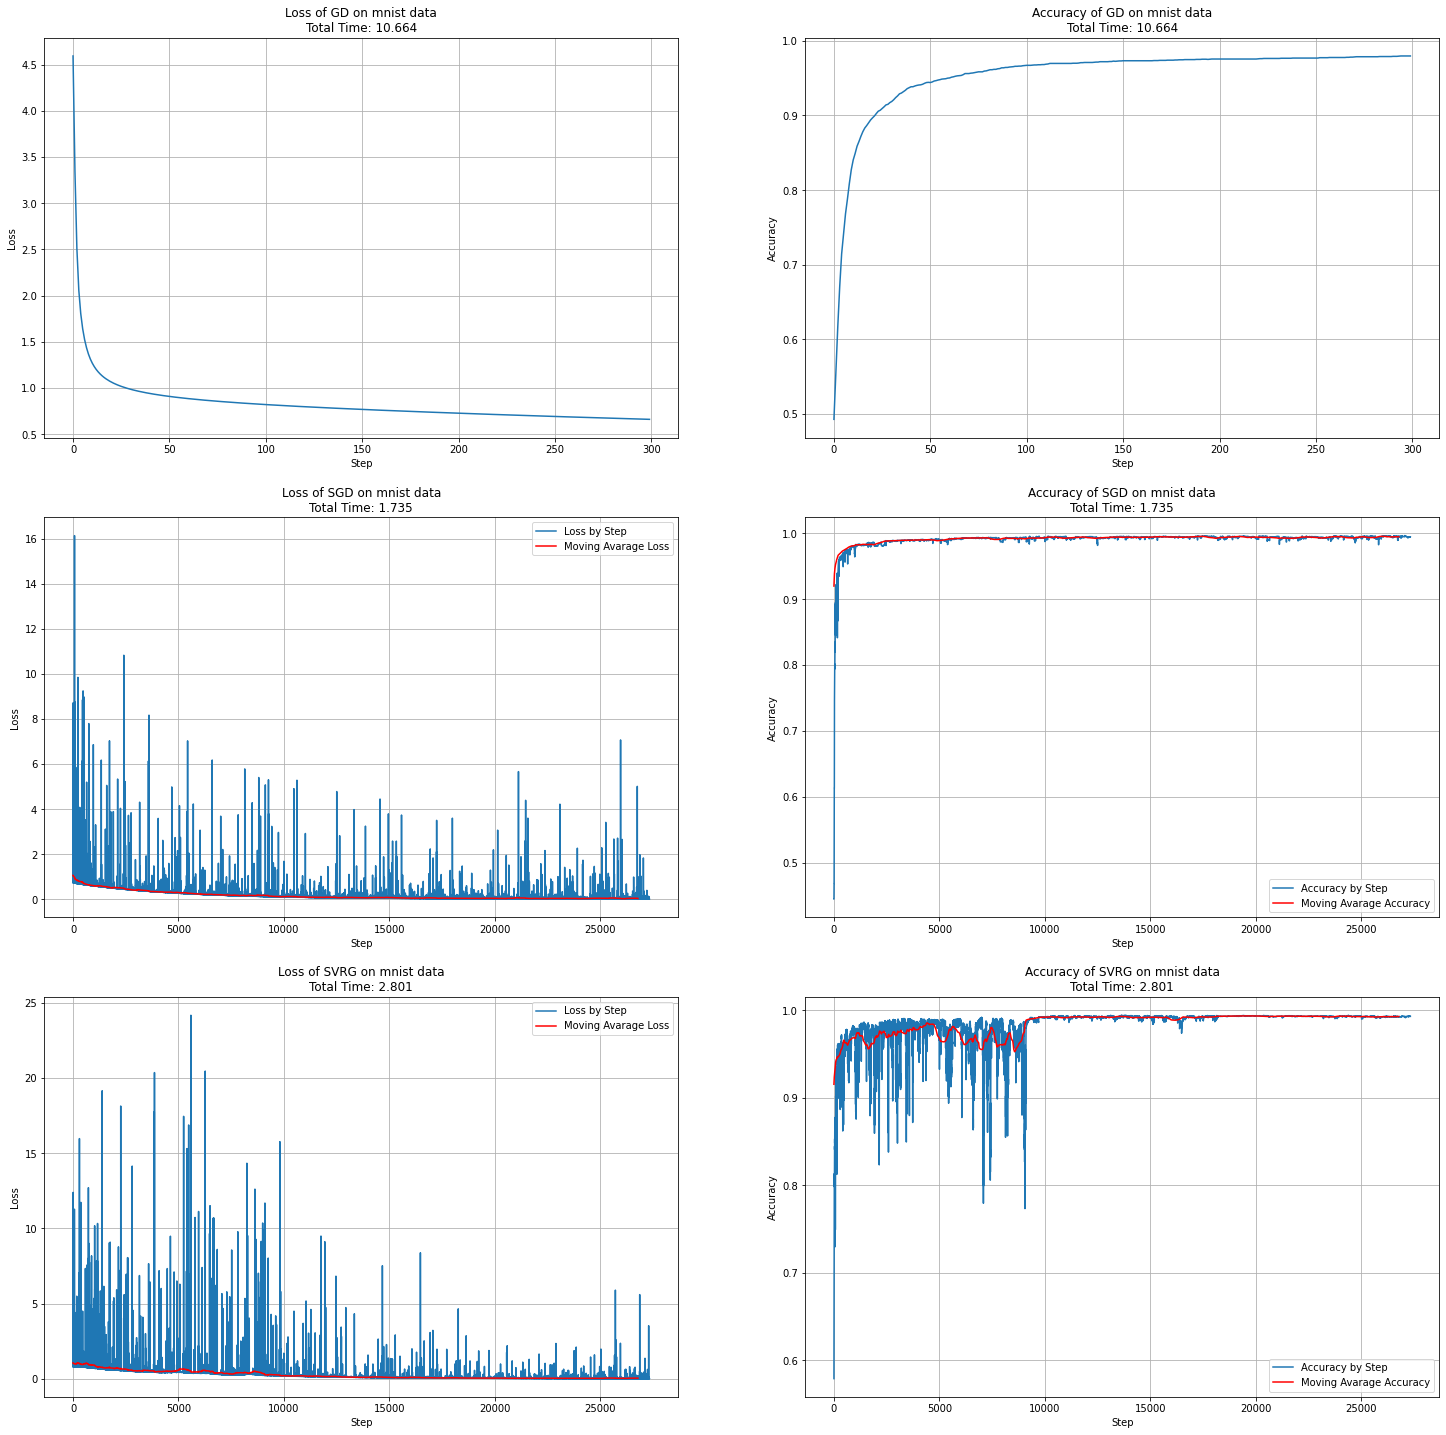 Loss of GD on mnist data
Total Time: 10.664
4.5
4.0
3.5
3.0
2.5
2.0
1.5
1.0
0.5
Loss
0 50 100 150 200 250 300
Step
Accuracy of GD on mnist data
Total Time: 10.664
1.0
0.9
0.8
0.7
0.6
0.5
Accuracy
0 50 100 150 200 250 300
Step
Loss of SGD on mnist data
Total Time: 1.735
Loss by Step
Moving Avarage Loss
16
14
12
10
8
6
4
2
0
Loss
0 5000 10000 15000 20000 25000
Step
Accuracy of SGD on mnist data
Total Time: 1.735
1.0
0.9
0.8
0.7
0.6
0.5
Accuracy
Accuracy by Step
Moving Avarage Accuracy
0 5000 10000 15000 20000 25000
Step
Loss of SVRG on mnist data
Total Time: 2.801
Loss by Step
Moving Avarage Loss
25
20
15
10
5
0
Loss
0 5000 10000 15000 20000 25000
Step
Accuracy of SVRG on mnist data
Total Time: 2.801
1.0
0.9
0.8
0.7
0.6
Accuracy
Accuracy by Step
Moving Avarage Accuracy
0 5000 10000 15000 20000 25000
Step